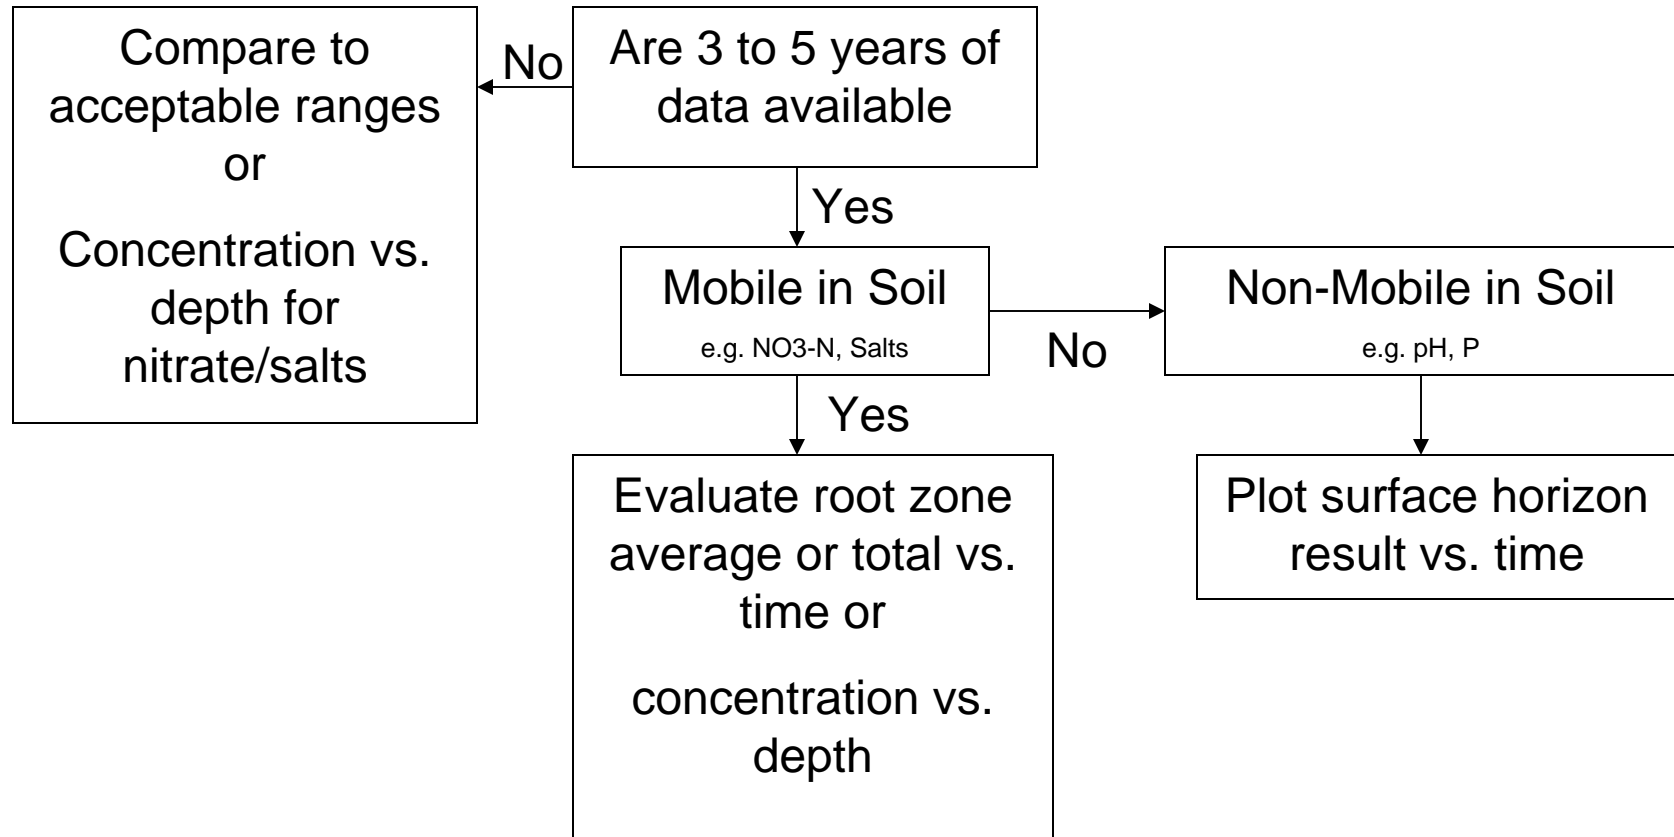 Compare to
acceptable ranges
or
Concentration vs.
depth for
nitrate/salts
No
Are 3 to 5 years of
data available
Yes
Mobile in Soil
e.g. NO3-N, Salts
No
Non-Mobile in Soil
e.g. pH, P
Yes
Evaluate root zone
average or total vs.
time or
concentration vs.
depth
Plot surface horizon
result vs. time